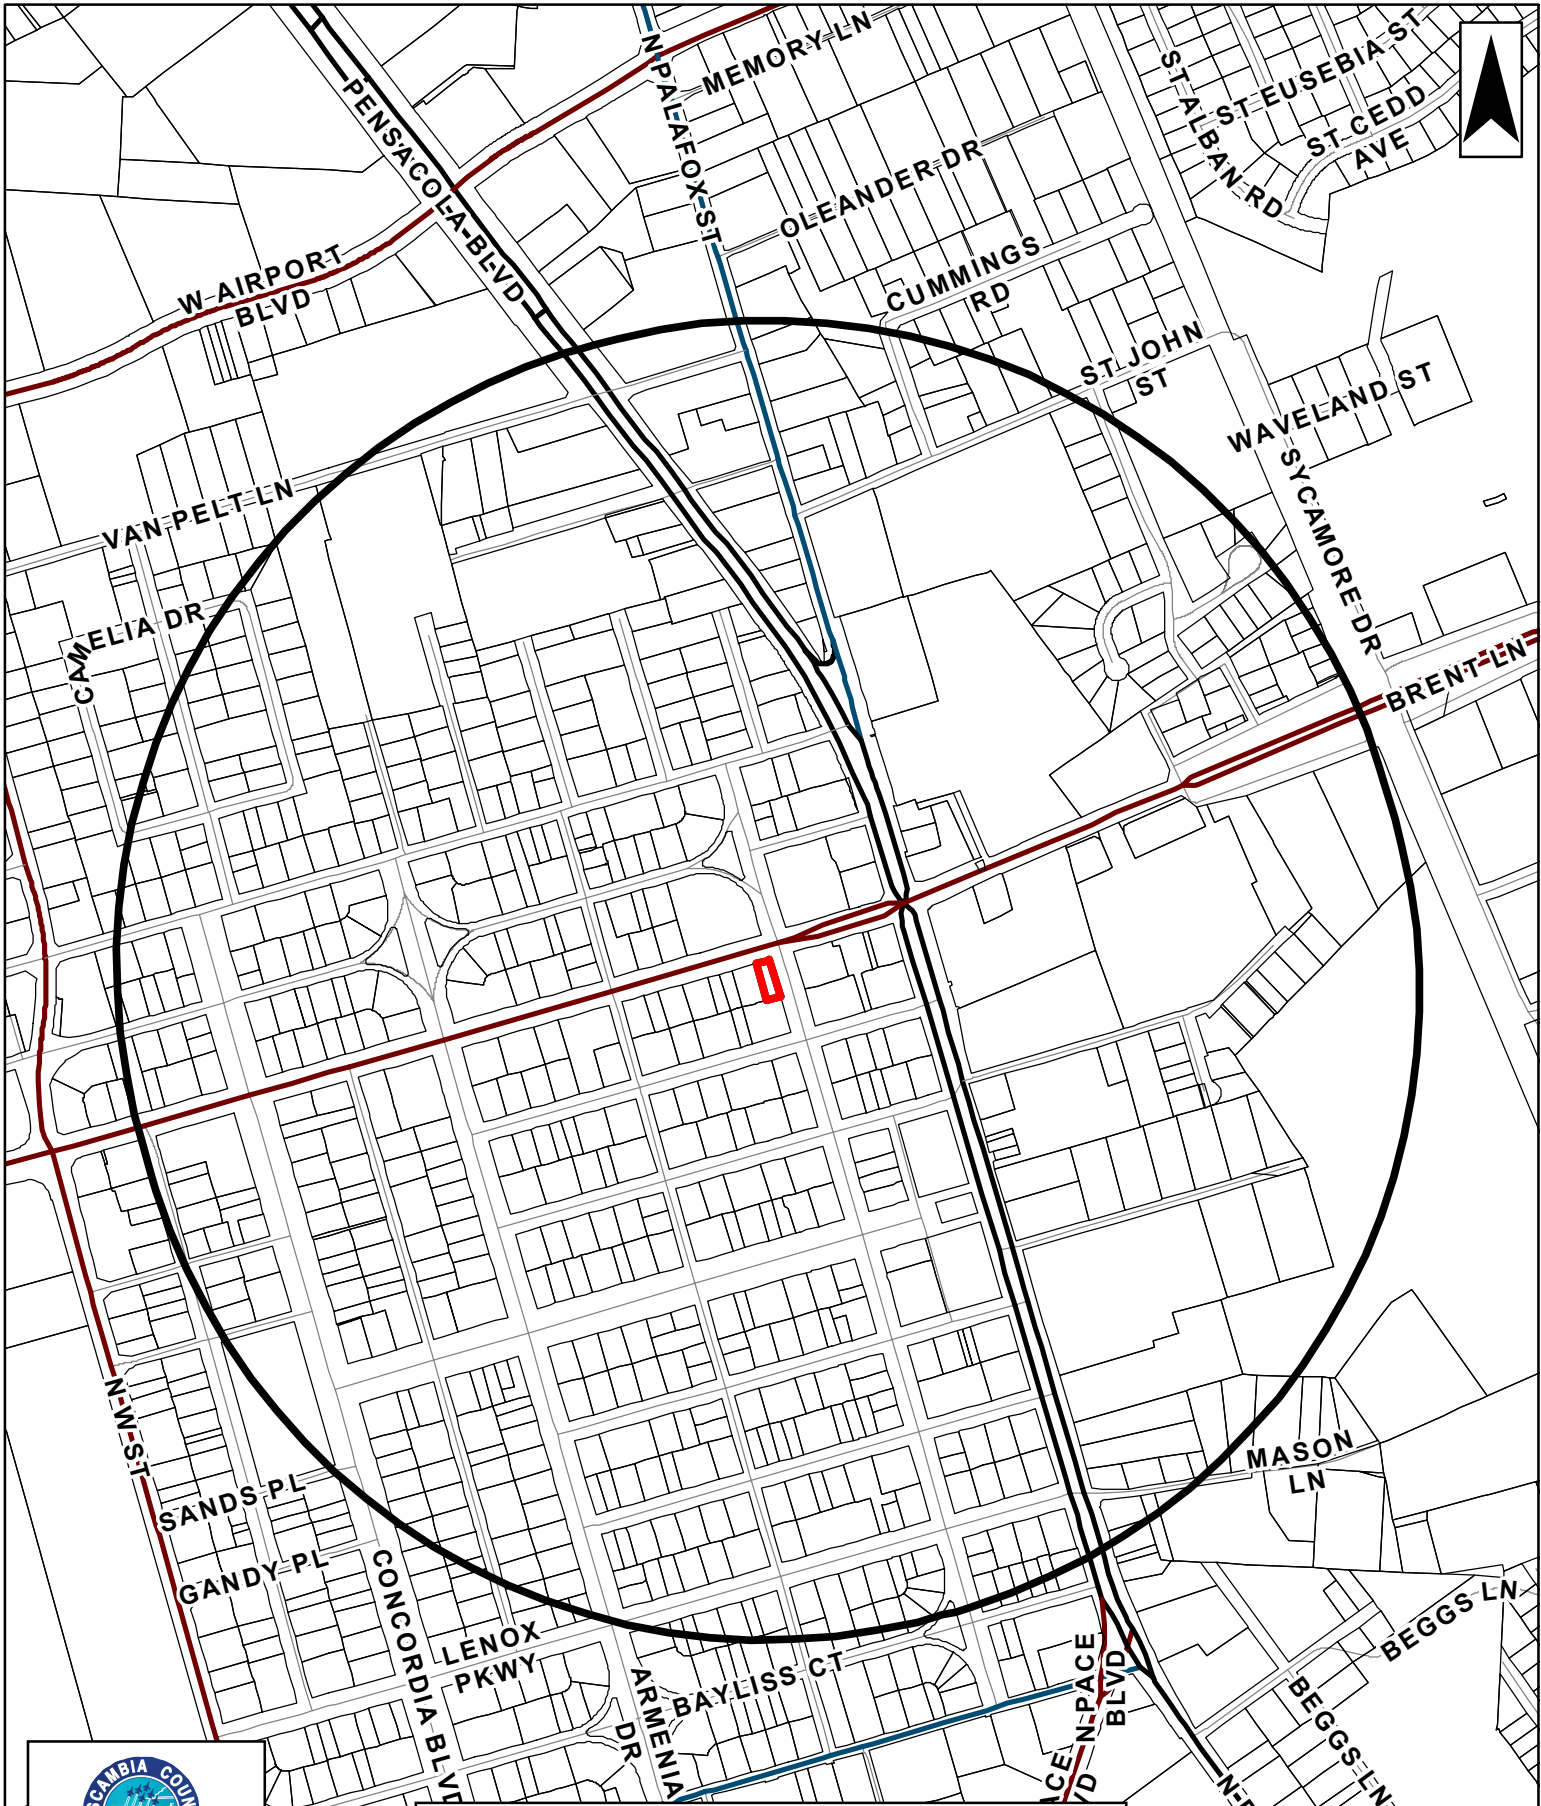 N PALAFOX ST
MEMORY LN
ST EUSEBIA ST
ST CEDD
AVE
ST ALBAN RD
PENSACOLA BLVD
OLEANDER DR
CUMMINGS
RD
W AIRPORT
BLVD
ST JOHN
ST
WAVELAND ST
SYCAMORE DR
VAN PELT LN
CAMELIA DR
BRENT LN
N W ST
MASON
LN
SANDS PL
GANDY PL
CONCORDIA BLVD
LENOX
PKWY
BAYLISS CT
ARMENIA
DR
N PACE
BLVD
BEGGS LN
BEGGS LN